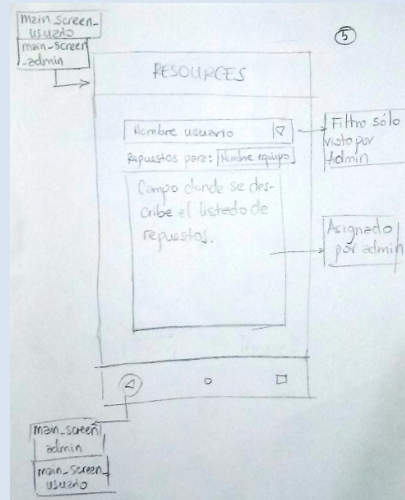 main_screen_
usuario
main_screen
_admin
5
RESOURCES
Nombre usuario
Filtro sólo
visto por
Admin
Repuestos para: Nombre equipo
Campo donde se des-
cribe el listado de
repuestos.
Asignado
por admin
main_screen
admin
main_screen_
usuario